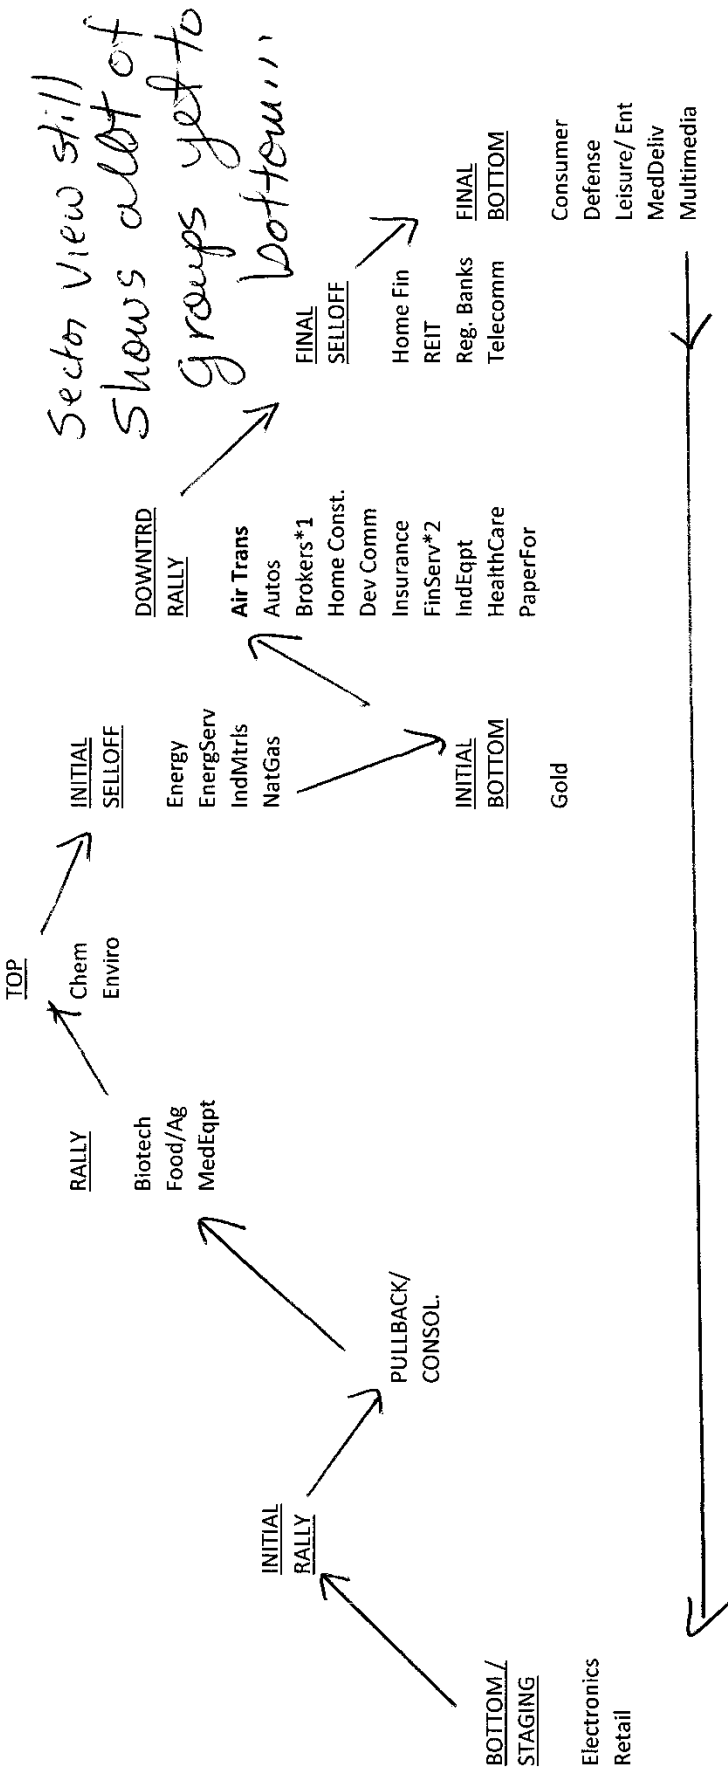 Sector View still
Shows alot of
groups yet to
bottom...
TOP
Chem
Enviro
RALLY
Biotech
Food/Ag
MedEqpt
INITIAL
SELLOFF
Energy
EnergServ
IndMtrls
NatGas
DOWNTRD
RALLY
Air Trans
Autos
Brokers*1
Home Const.
Dev Comm
Insurance
FinServ*2
IndEqpt
HealthCare
PaperFor
FINAL
SELLOFF
Home Fin
REIT
Reg. Banks
Telecomm
INITIAL
RALLY
PULLBACK/
CONSOL.
BOTTOM /
STAGING
Electronics
Retail
INITIAL
BOTTOM
Gold
FINAL
BOTTOM
Consumer
Defense
Leisure/ Ent
MedDeliv
Multimedia